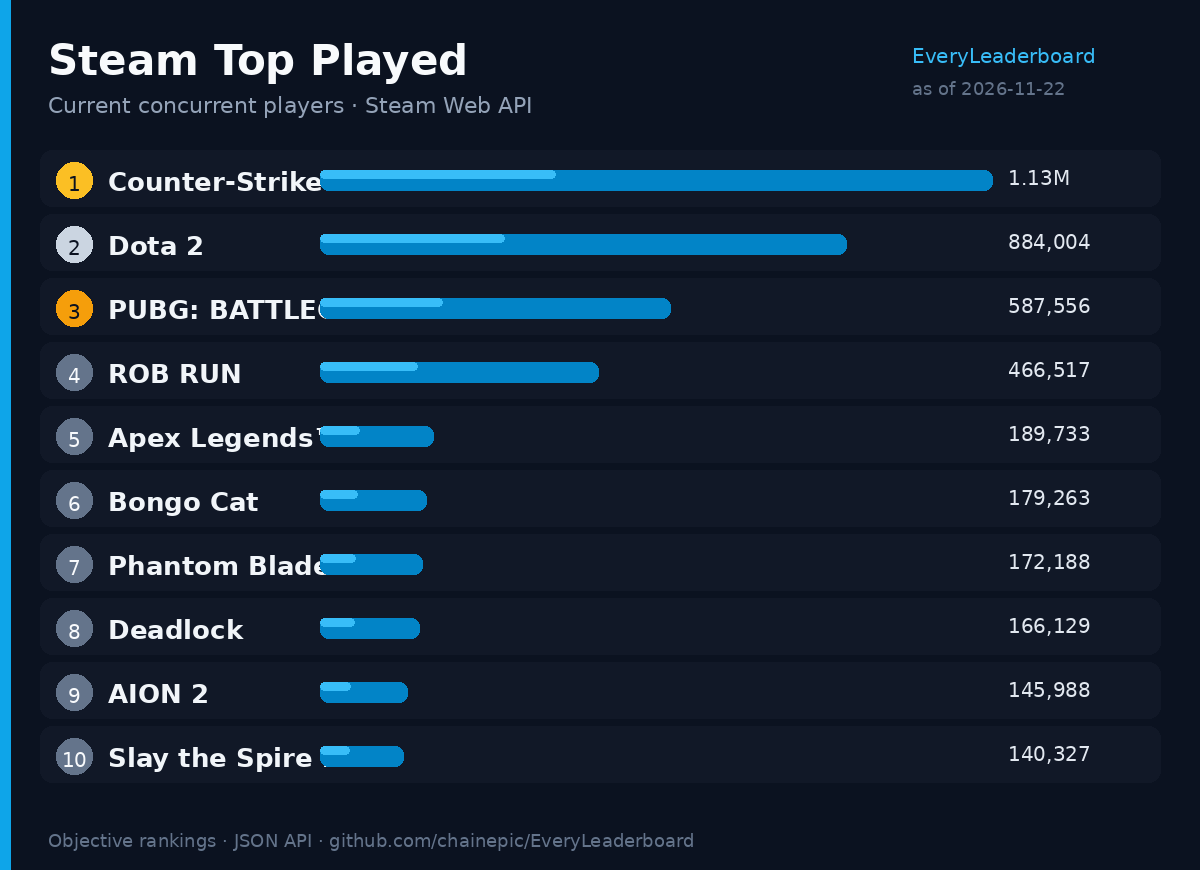 Steam Top Played
EveryLeaderboard
Current concurrent players · Steam Web API
as of 2026-11-22
1 Counter-Strike 1.13M
2 Dota 2 884,004
3 PUBG: BATTLE 587,556
4 ROB RUN 466,517
5 Apex Legends 189,733
6 Bongo Cat 179,263
7 Phantom Blade 172,188
8 Deadlock 166,129
9 AION 2 145,988
10 Slay the Spire 140,327
Objective rankings · JSON API · github.com/chainepic/EveryLeaderboard